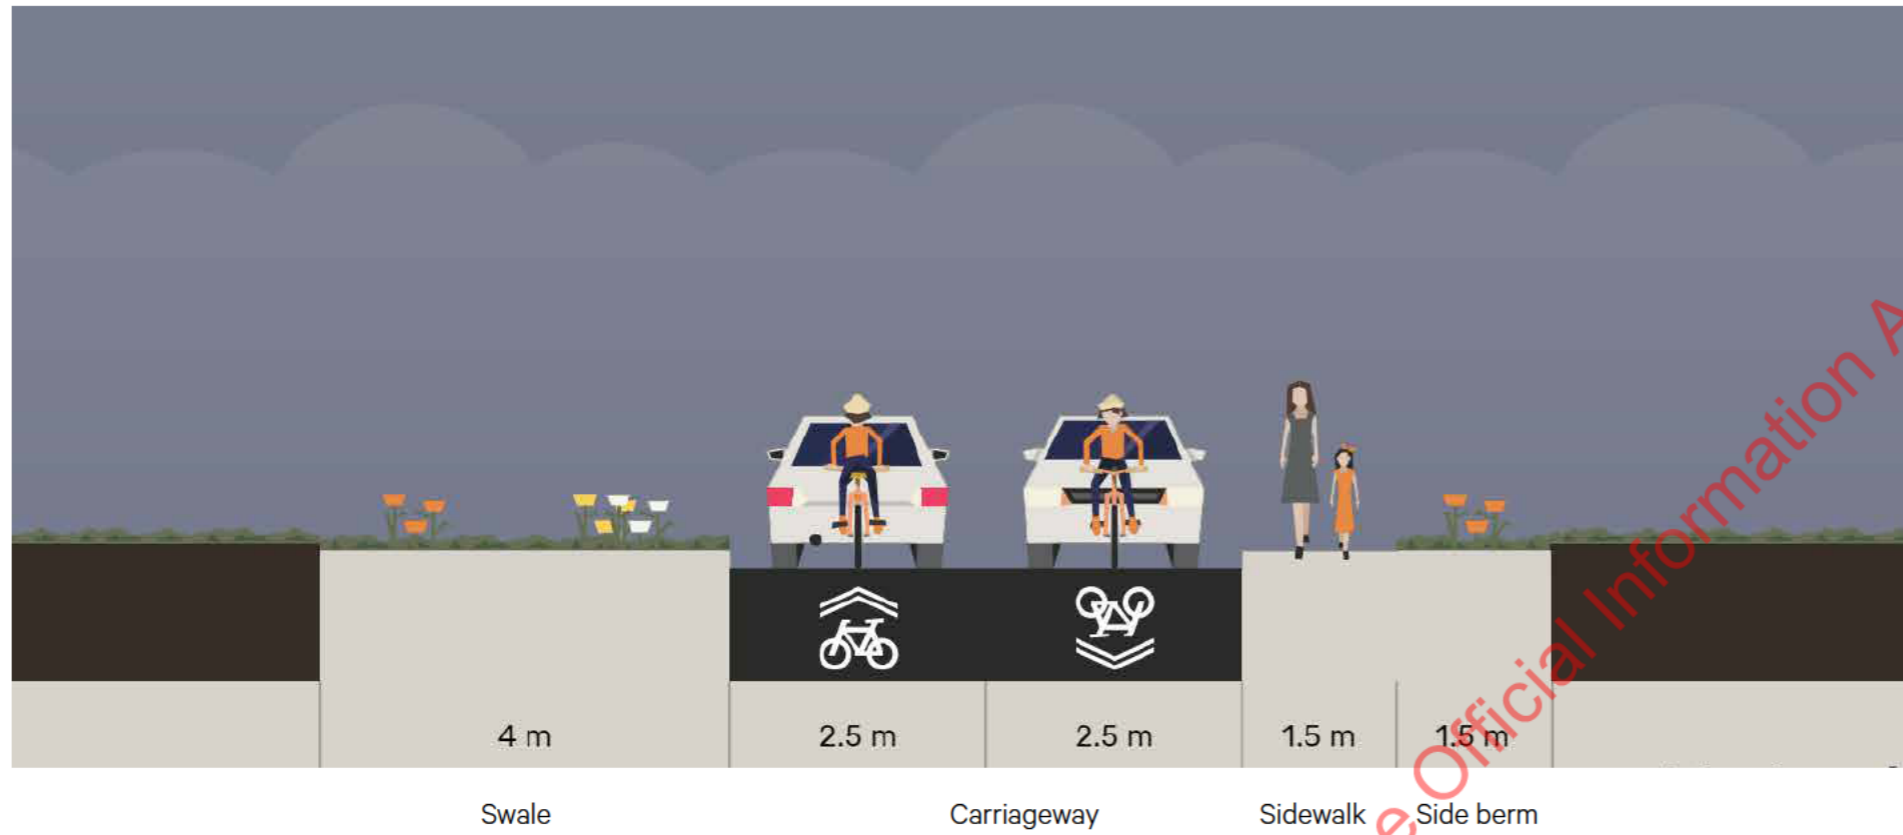 4 m
2.5 m
2.5 m
1.5 m
1.5 m
Swale
Carriageway
Sidewalk
Side berm
Official Information